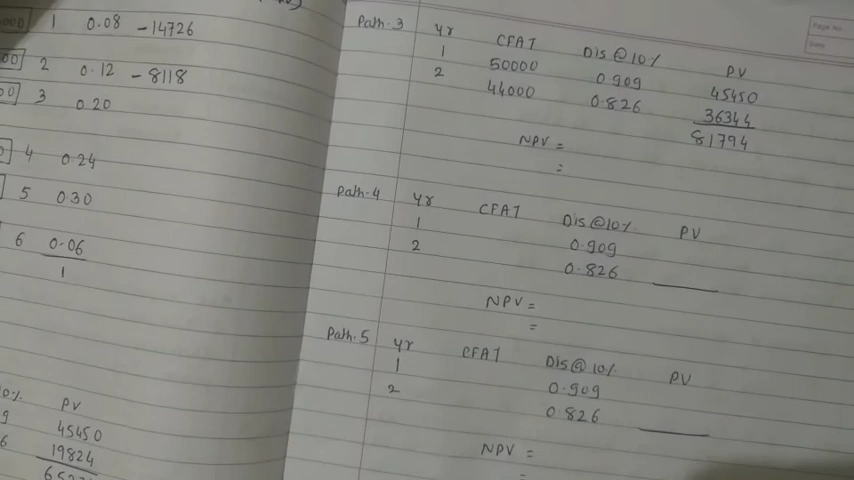 1 0.08 -14726
2 0.12 -8118
3 0.20
4 0.24
5 0.30
6 0.06
1
PV
45450
19824
Path-3 yr CFAT Dis@10% PV
1 50000 0.909 45450
2 44000 0.826 36344
81794
NPV =
=
Path-4 yr CFAT Dis@10% PV
1 0.909
2 0.826
NPV =
=
Path-5 yr CFAT Dis@10% PV
1 0.909
2 0.826
NPV =
=